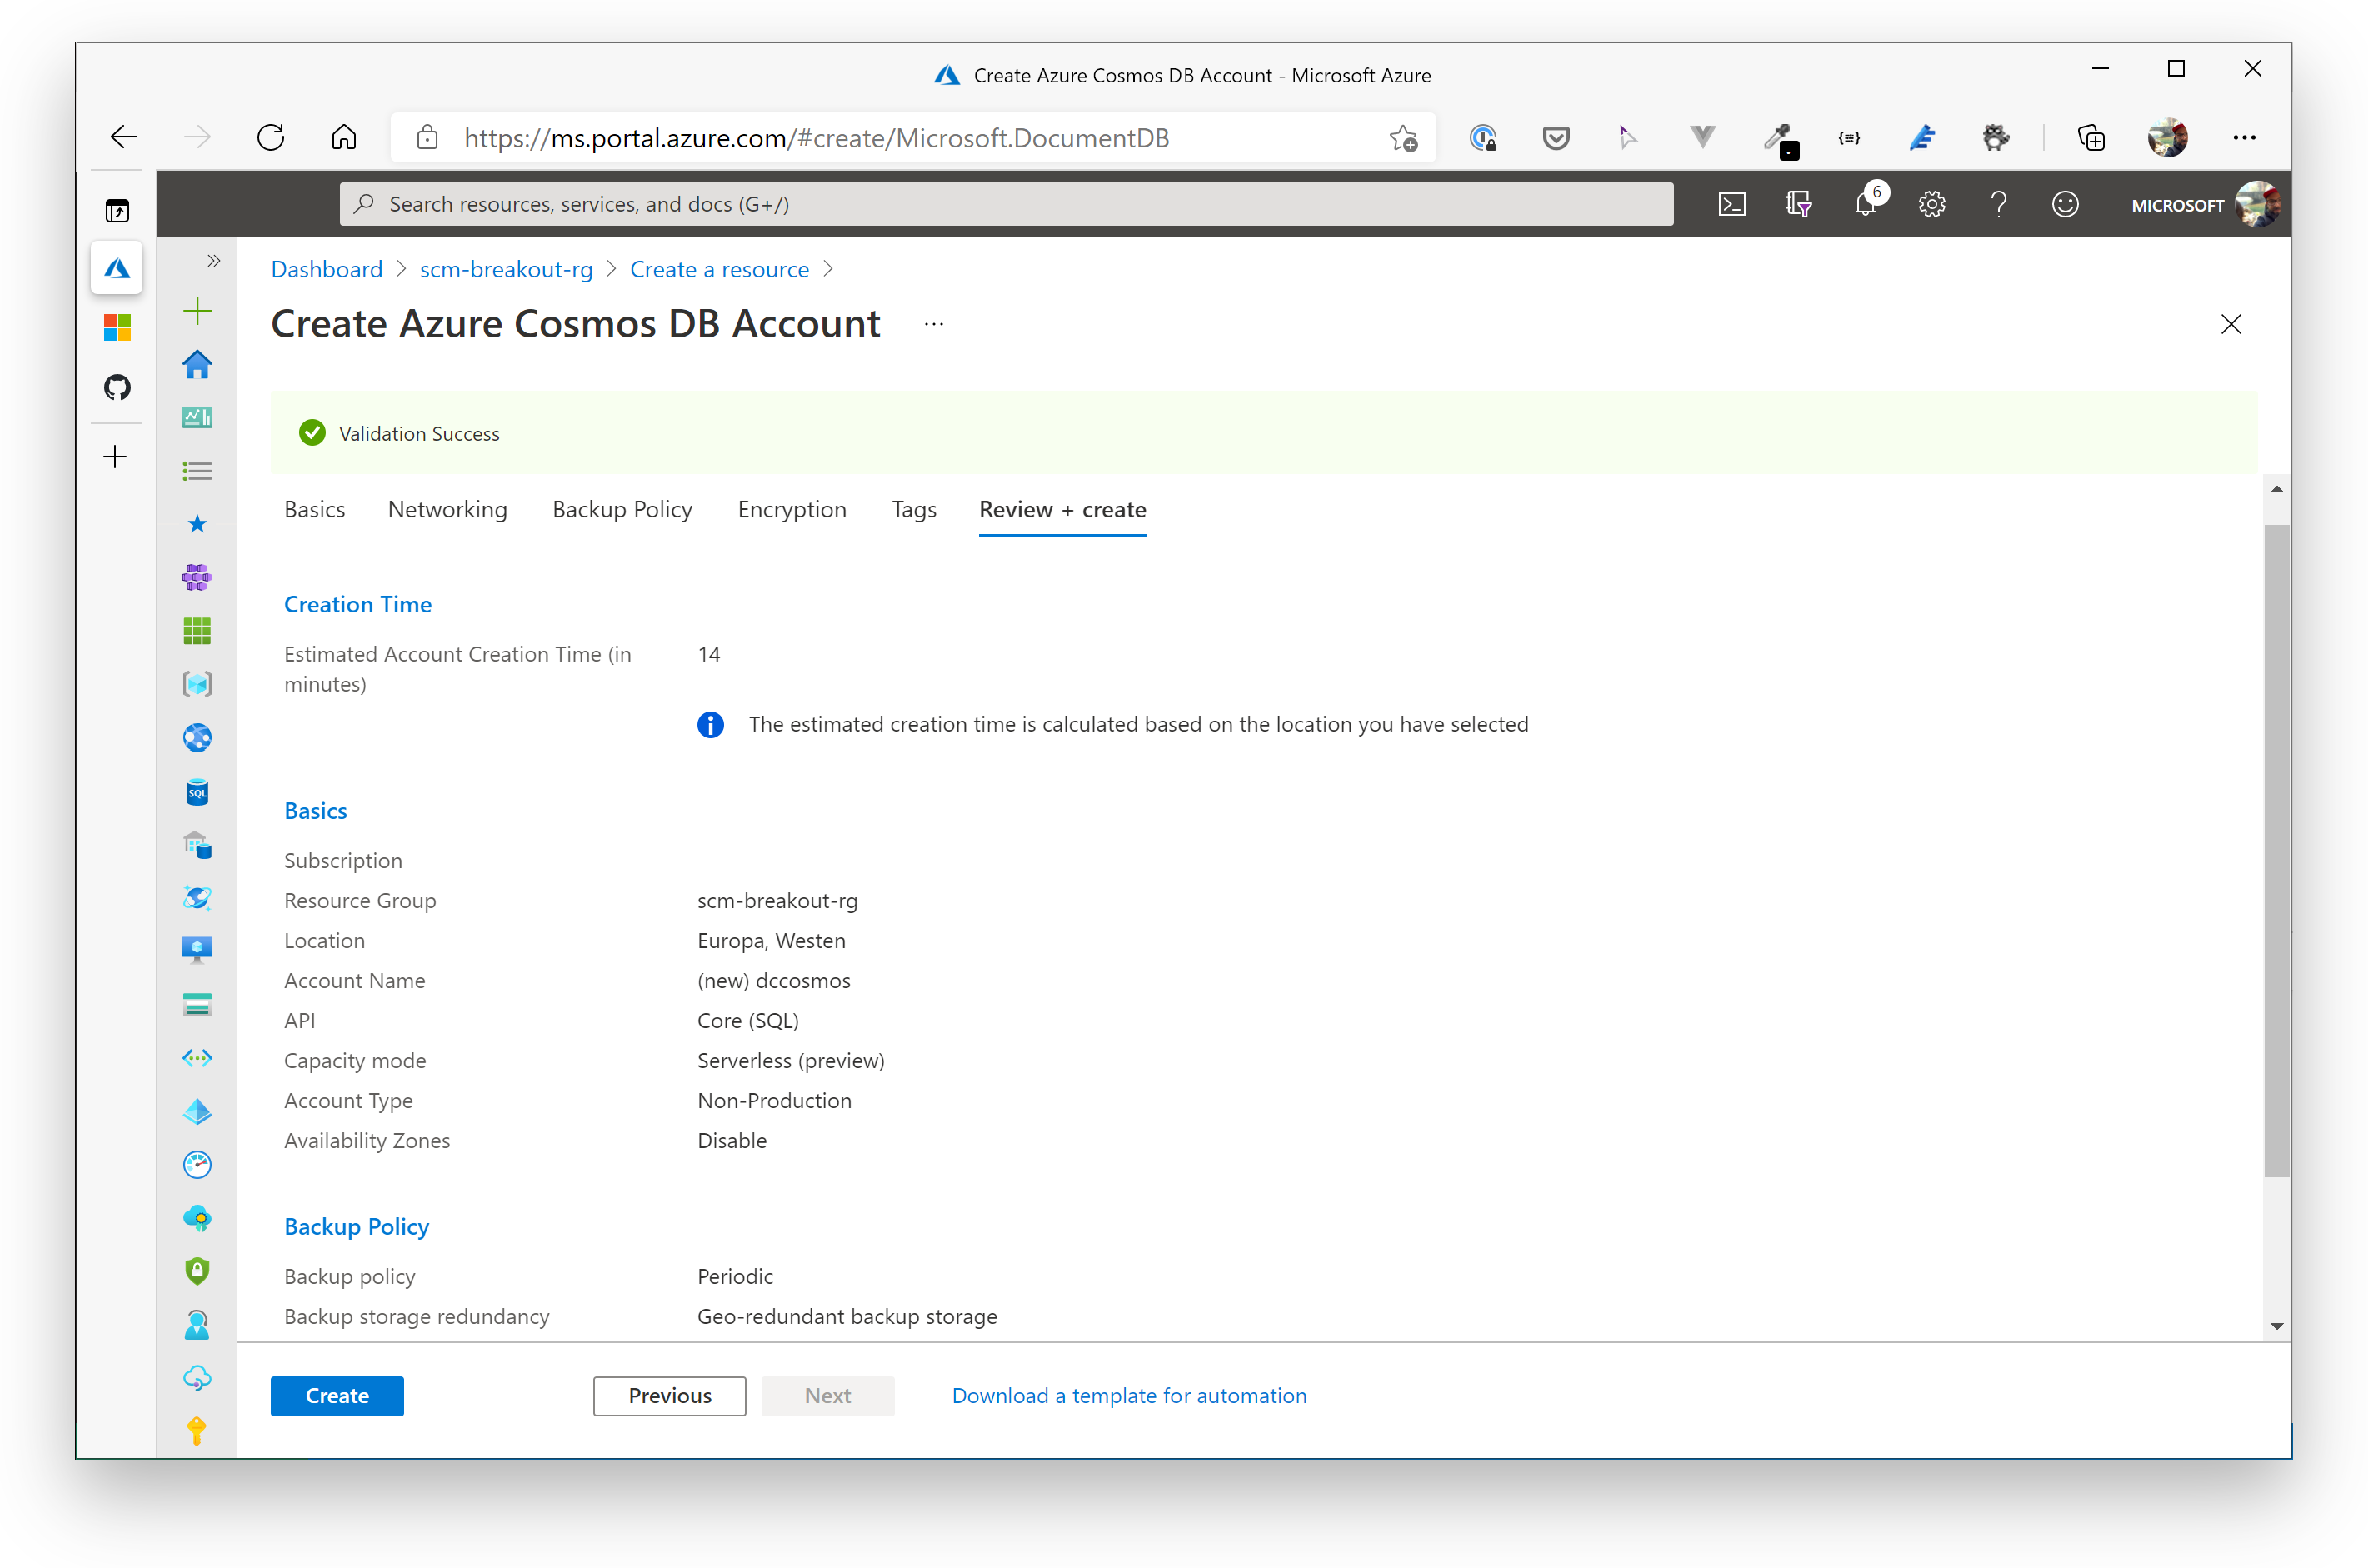 Create Azure Cosmos DB Account - Microsoft Azure
https://ms.portal.azure.com/#create/Microsoft.DocumentDB
Search resources, services, and docs (G+/)
6
MICROSOFT
Dashboard > scm-breakout-rg > Create a resource >
Create Azure Cosmos DB Account ...
Validation Success
Basics Networking Backup Policy Encryption Tags Review + create
Creation Time
Estimated Account Creation Time (in minutes) 14
The estimated creation time is calculated based on the location you have selected
Basics
Subscription
Resource Group scm-breakout-rg
Location Europa, Westen
Account Name (new) dccosmos
API Core (SQL)
Capacity mode Serverless (preview)
Account Type Non-Production
Availability Zones Disable
Backup Policy
Backup policy Periodic
Backup storage redundancy Geo-redundant backup storage
Create Previous Next Download a template for automation
SQL